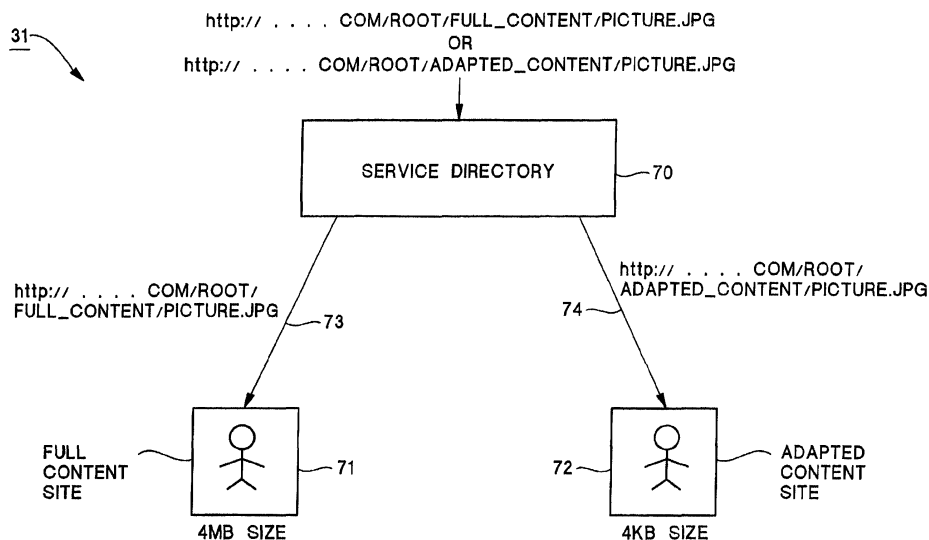 http:// . . . . COM/ROOT/FULL_CONTENT/PICTURE.JPG
OR
http:// . . . . COM/ROOT/ADAPTED_CONTENT/PICTURE.JPG
31
SERVICE DIRECTORY
70
http:// . . . . COM/ROOT/
FULL_CONTENT/PICTURE.JPG
73
http:// . . . . COM/ROOT/
ADAPTED_CONTENT/PICTURE.JPG
74
FULL
CONTENT
SITE
71
4MB SIZE
72
ADAPTED
CONTENT
SITE
4KB SIZE